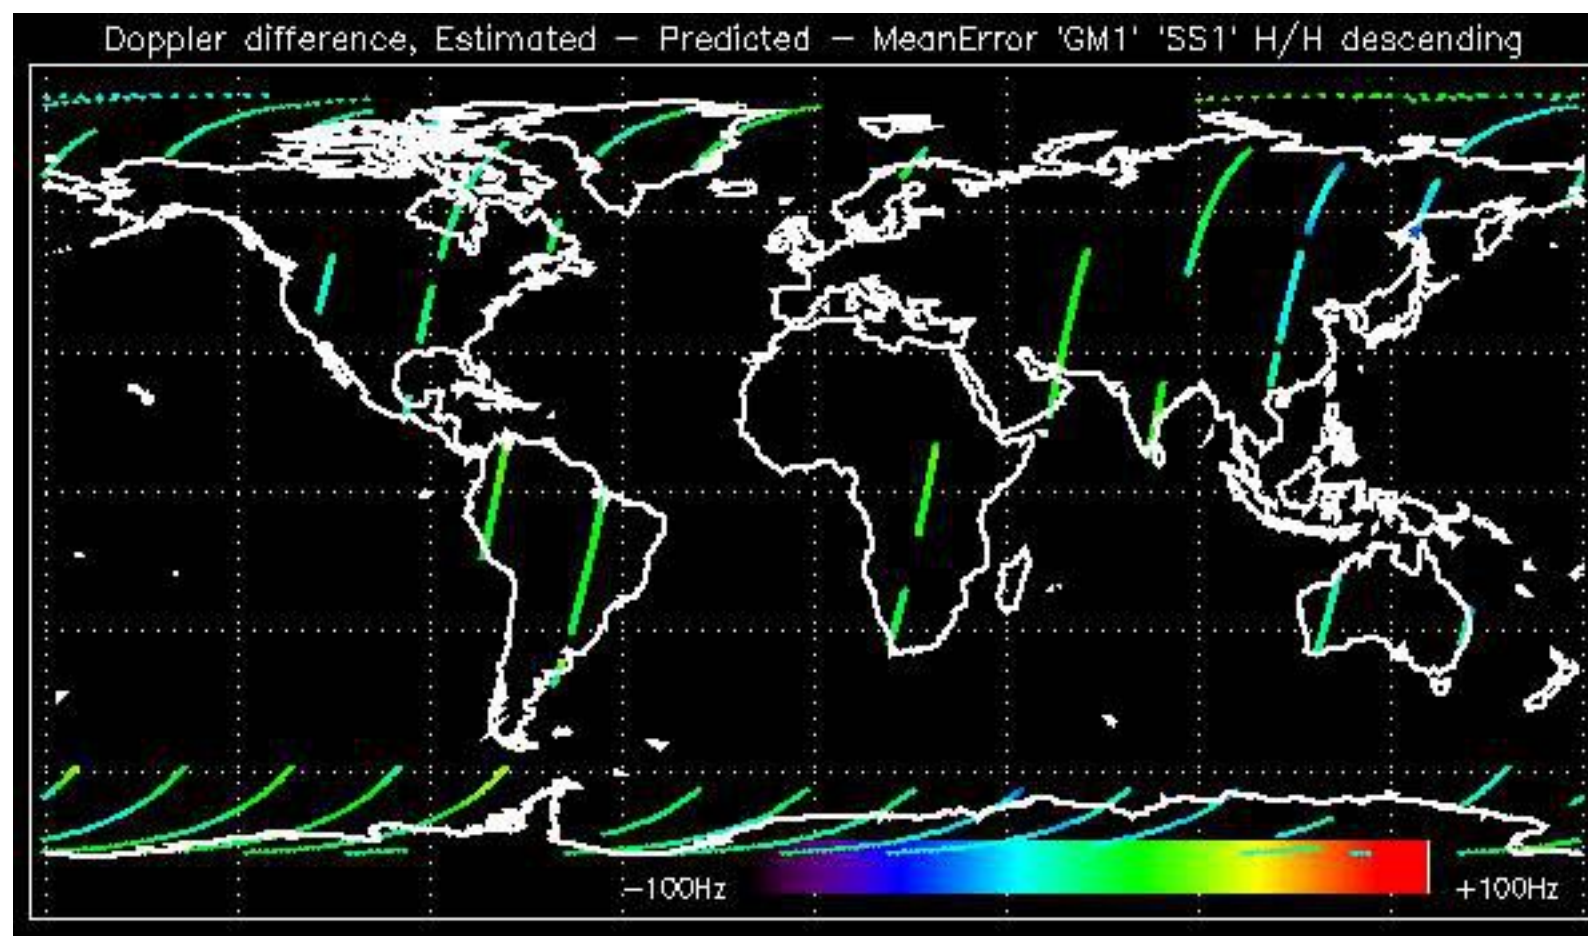 Doppler difference, Estimated – Predicted – MeanError 'GM1' 'SS1' H/H descending
–100Hz +100Hz